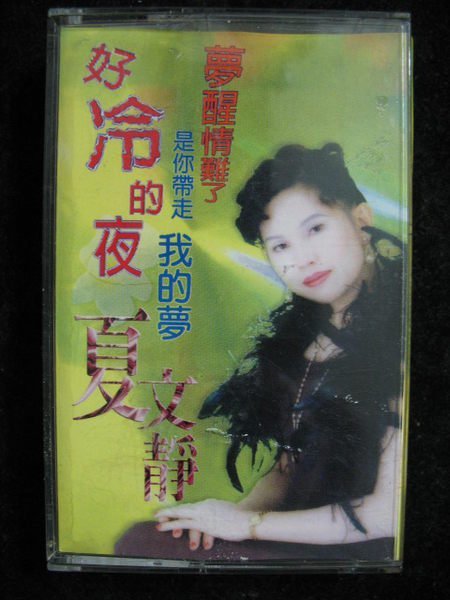 夢醒情難了
是你帶走我的夢
好冷的夜
夏文靜